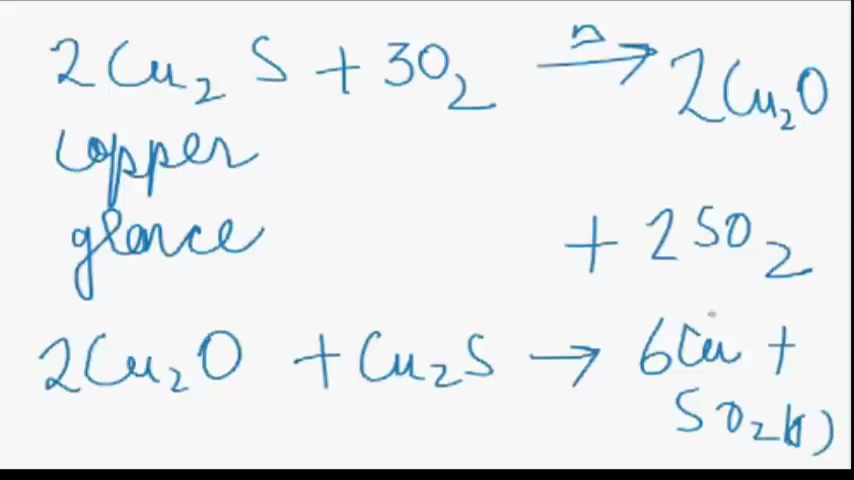 2Cu₂S + 3O₂ →Δ 2Cu₂O
copper
glance
+ 2SO₂
2Cu₂O + Cu₂S → 6Cu +
SO₂